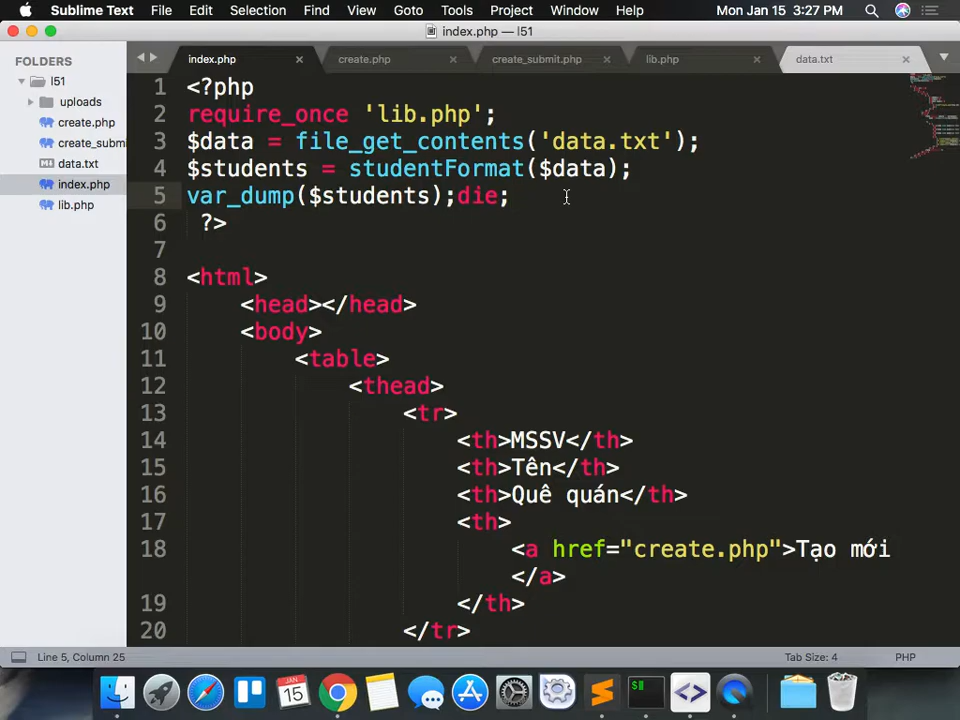 Sublime Text File Edit Selection Find View Goto Tools Project Window Help Mon Jan 15 3:27 PM
index.php — l51
FOLDERS
l51
uploads
create.php
create_submi
data.txt
index.php
lib.php
index.php × create.php × create_submit.php × lib.php × data.txt ×
1 <?php
2 require_once 'lib.php';
3 $data = file_get_contents('data.txt');
4 $students = studentFormat($data);
5 var_dump($students);die;
6 ?>
7
8 <html>
9 <head></head>
10 <body>
11 <table>
12 <thead>
13 <tr>
14 <th>MSSV</th>
15 <th>Tên</th>
16 <th>Quê quán</th>
17 <th>
18 <a href="create.php">Tạo mới
</a>
19 </th>
20 </tr>
Line 5, Column 25 Tab Size: 4 PHP
JAN
15